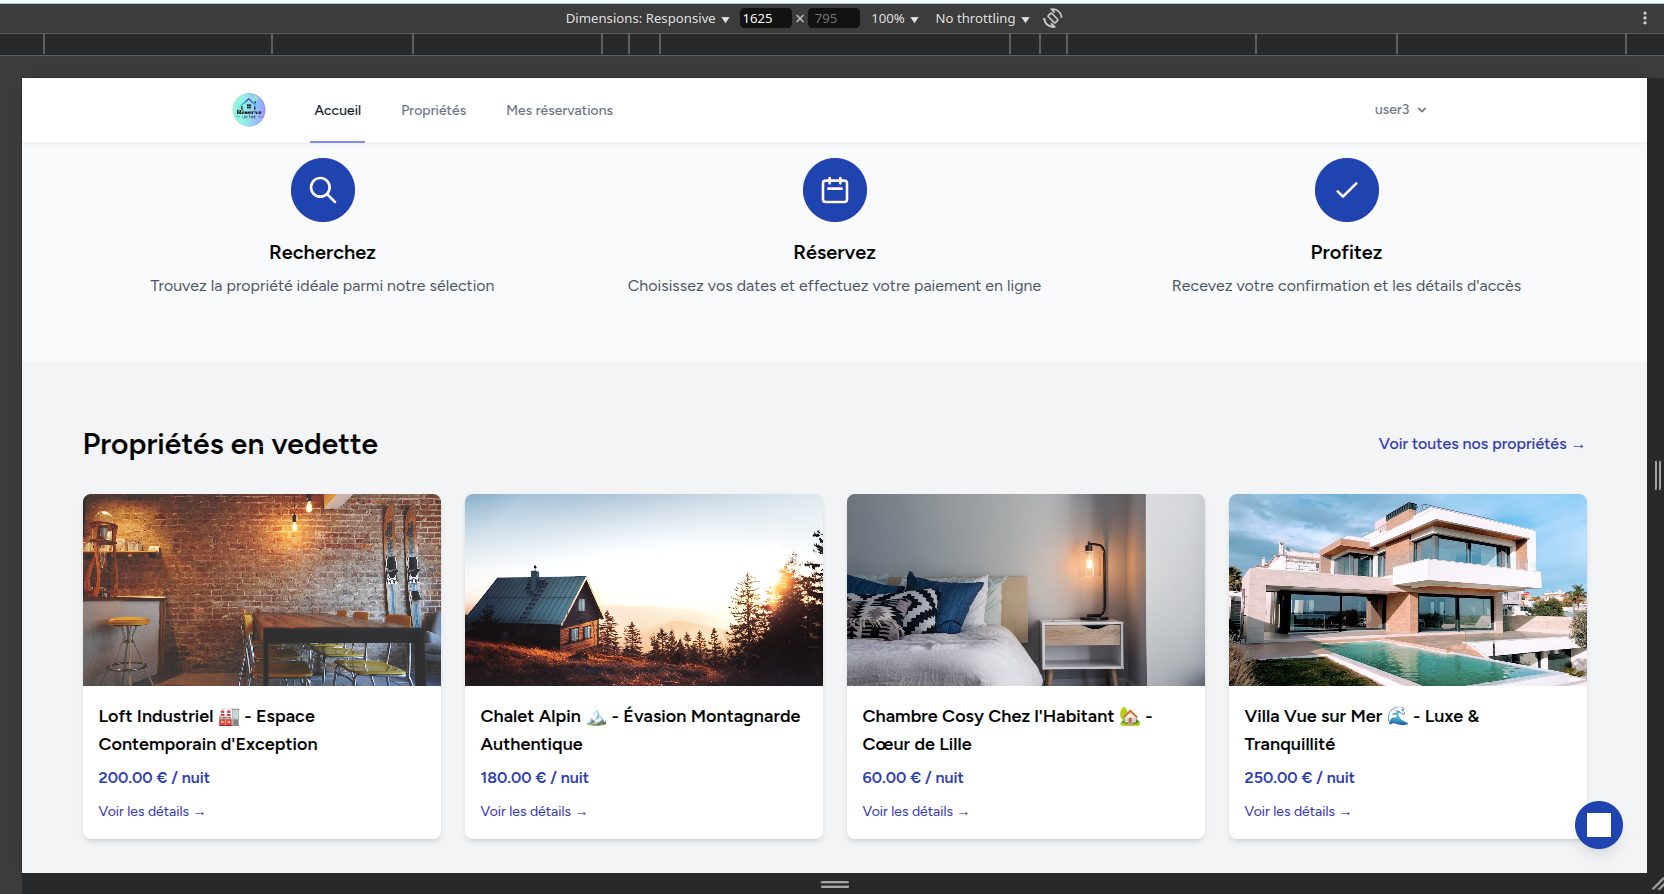 Dimensions: Responsive ▼ 1625 × 795 100% ▼ No throttling ▼
Accueil Propriétés Mes réservations user3
Recherchez Réservez Profitez
Trouvez la propriété idéale parmi notre sélection Choisissez vos dates et effectuez votre paiement en ligne Recevez votre confirmation et les détails d'accès
Propriétés en vedette Voir toutes nos propriétés →
Loft Industriel 🏭 - Espace
Contemporain d'Exception
200.00 € / nuit
Voir les détails →
Chalet Alpin 🏔️ - Évasion Montagnarde
Authentique
180.00 € / nuit
Voir les détails →
Chambre Cosy Chez l'Habitant 🏡 -
Cœur de Lille
60.00 € / nuit
Voir les détails →
Villa Vue sur Mer 🌊 - Luxe &
Tranquillité
250.00 € / nuit
Voir les détails →